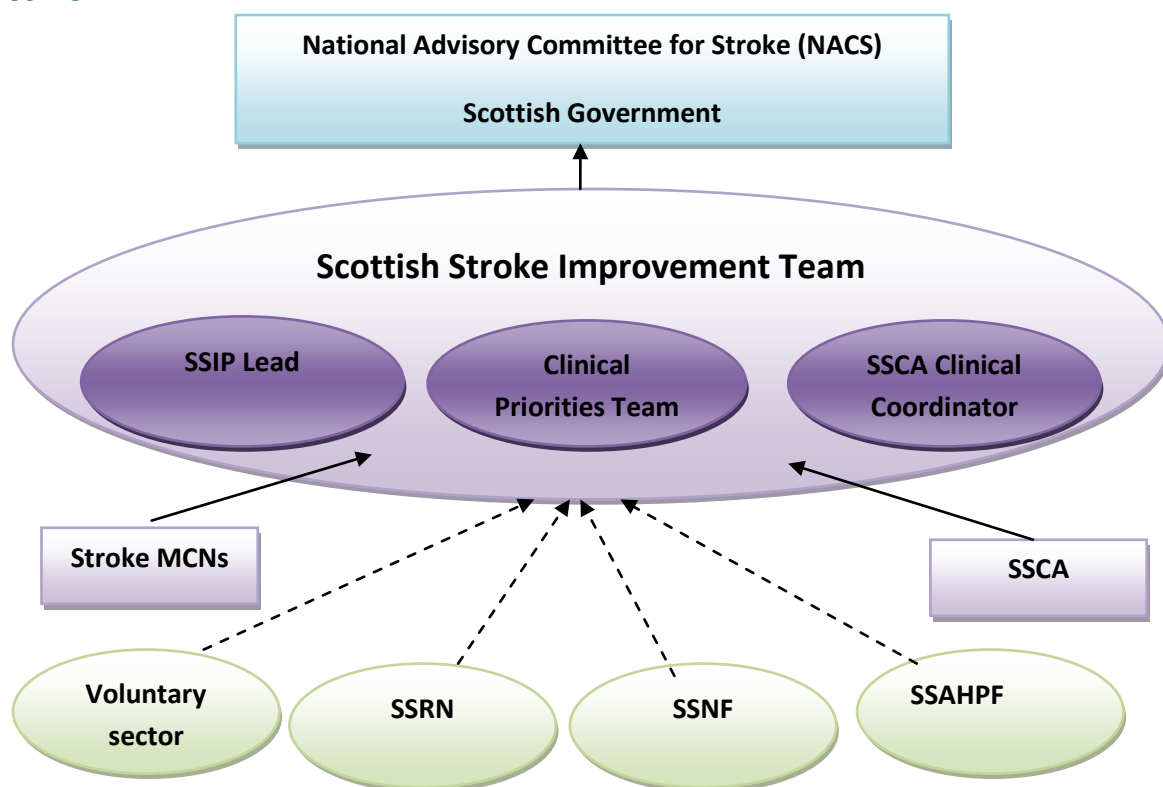 National Advisory Committee for Stroke (NACS)
Scottish Government
Scottish Stroke Improvement Team
SSIP Lead
Clinical
Priorities Team
SSCA Clinical
Coordinator
Stroke MCNs
SSCA
Voluntary
sector
SSRN
SSNF
SSAHPF